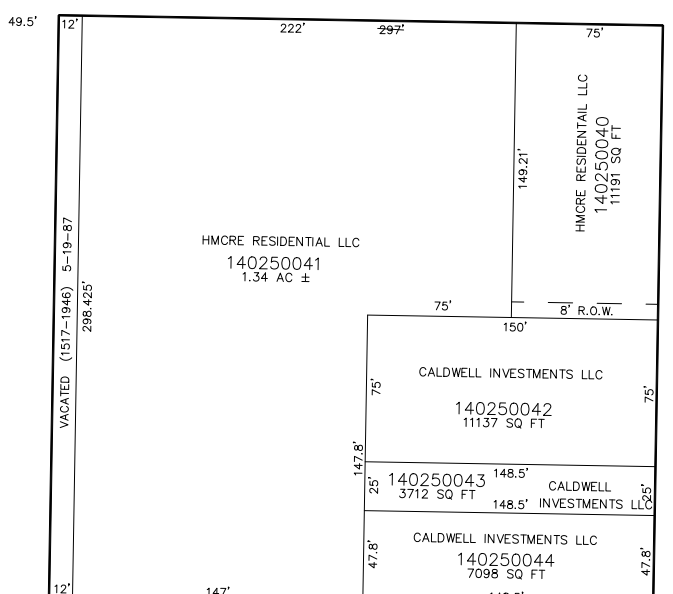 49.5'
12'
222'
297'
75'
HMCRE RESIDENTAIL LLC
140250040
11191 SQ FT
149.21'
VACATED (1517-1946) 5-19-87
298.425'
HMCRE RESIDENTIAL LLC
140250041
1.34 AC ±
75'
8' R.O.W.
150'
CALDWELL INVESTMENTS LLC
75'
75'
140250042
11137 SQ FT
147.8'
140250043
3712 SQ FT
25'
148.5'
148.5'
CALDWELL
INVESTMENTS LLC
25'
CALDWELL INVESTMENTS LLC
140250044
7098 SQ FT
47.8'
47.8'
12'
147'